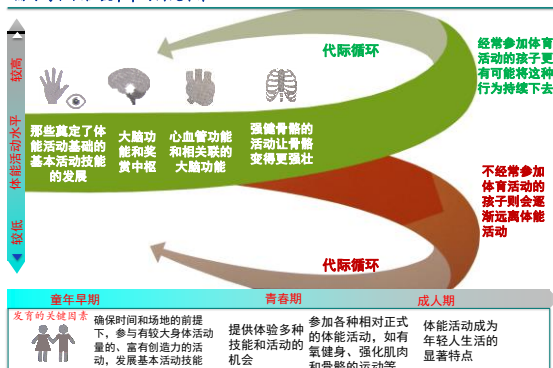 代际循环
经常参加体育
活动的孩子更
有可能将这种
行为持续下去
较高
体能活动水平
较低
那些奠定了体
能活动基础的
基本活动技能
的发展
大脑功
能和奖
赏中枢
心血管功能
和相关联的
大脑功能
强健骨骼的
活动让骨骼
变得更强壮
不经常参加
体育活动的
孩子则会逐
渐远离体能
活动
代际循环
童年早期
青春期
成人期
发育的关键因素
确保时间和场地的前提
下，参与有较大身体活动
量的、富有创造力的活
动，发展基本活动技能
提供体验多种
技能和活动的
机会
参加各种相对正式
的体能活动，如有
氧健身、强化肌肉
和骨骼的运动等
体能活动成为
年轻人生活的
显著特点